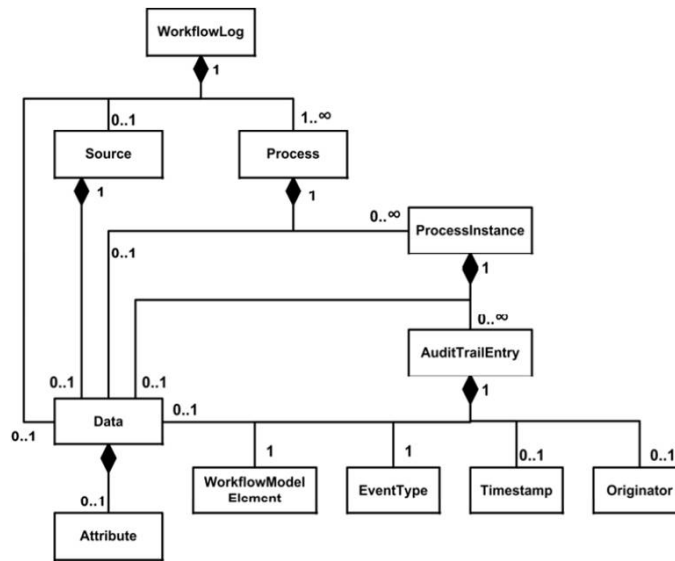 WorkflowLog
1
0..1
1..∞
Source
Process
1
1
0..∞
ProcessInstance
0..1
1
0..∞
AuditTrailEntry
0..1
0..1
1
Data
0..1
0..1
1
1
0..1
0..1
WorkflowModel
Element
EventType
Timestamp
Originator
0..1
Attribute